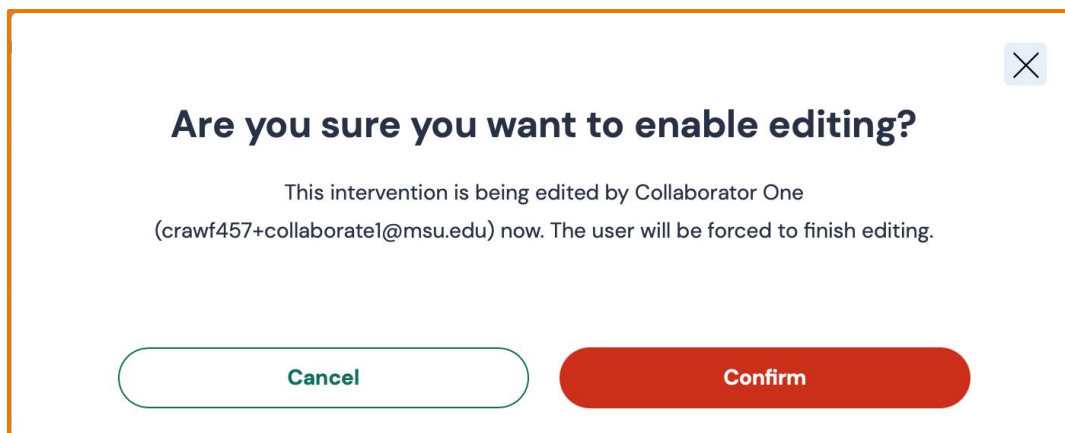 Are you sure you want to enable editing?
This intervention is being edited by Collaborator One
(crawf457+collaborate1@msu.edu) now. The user will be forced to finish editing.
Cancel
Confirm